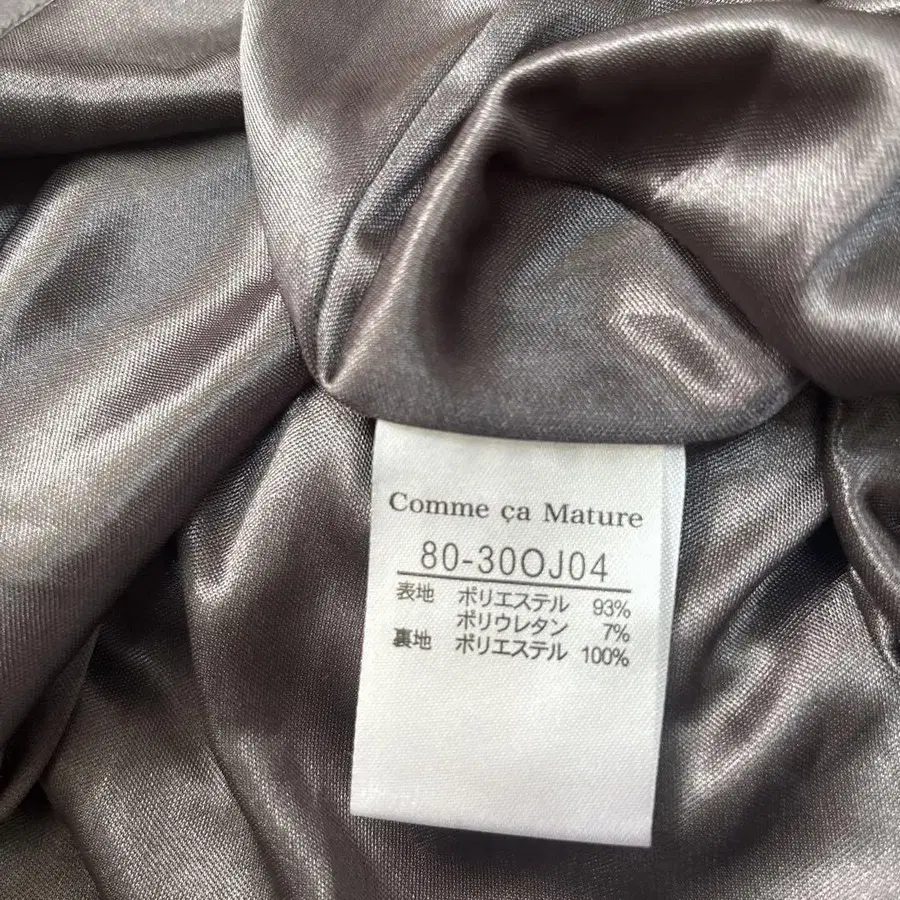 Comme ça Mature
80-30OJ04
表地 ポリエステル 93%
ポリウレタン 7%
裏地 ポリエステル 100%